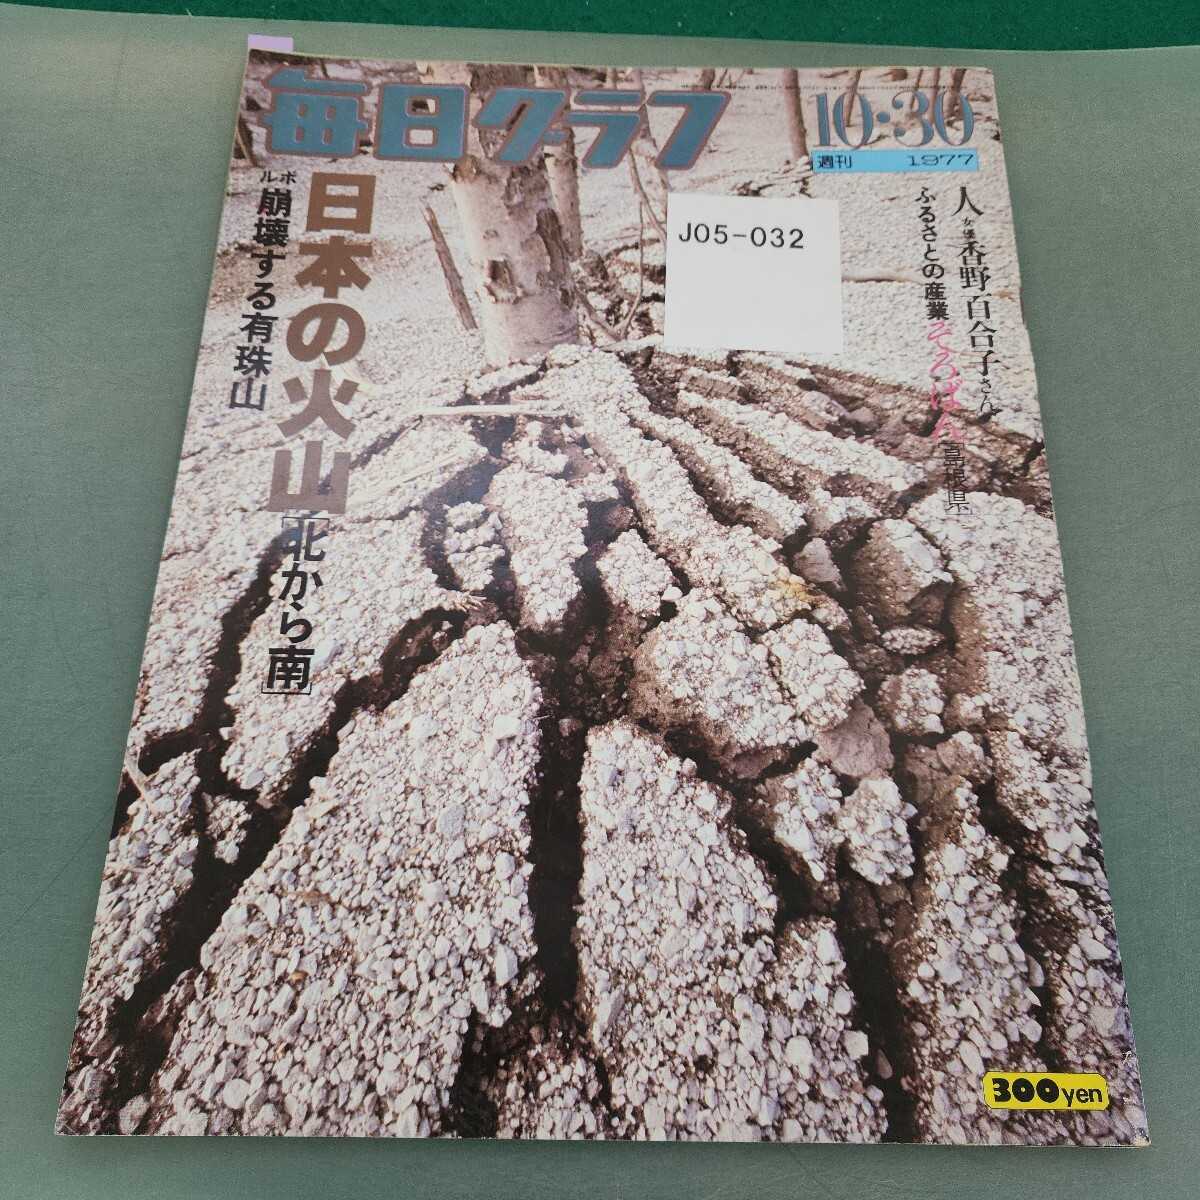 毎日グラフ
10・30
週刊 1977
J05-032
人 女優 香野百合子さん
ふるさとの産業 そろばん[島根県]
日本の火山[北から南]
ルポ 崩壊する有珠山
300yen